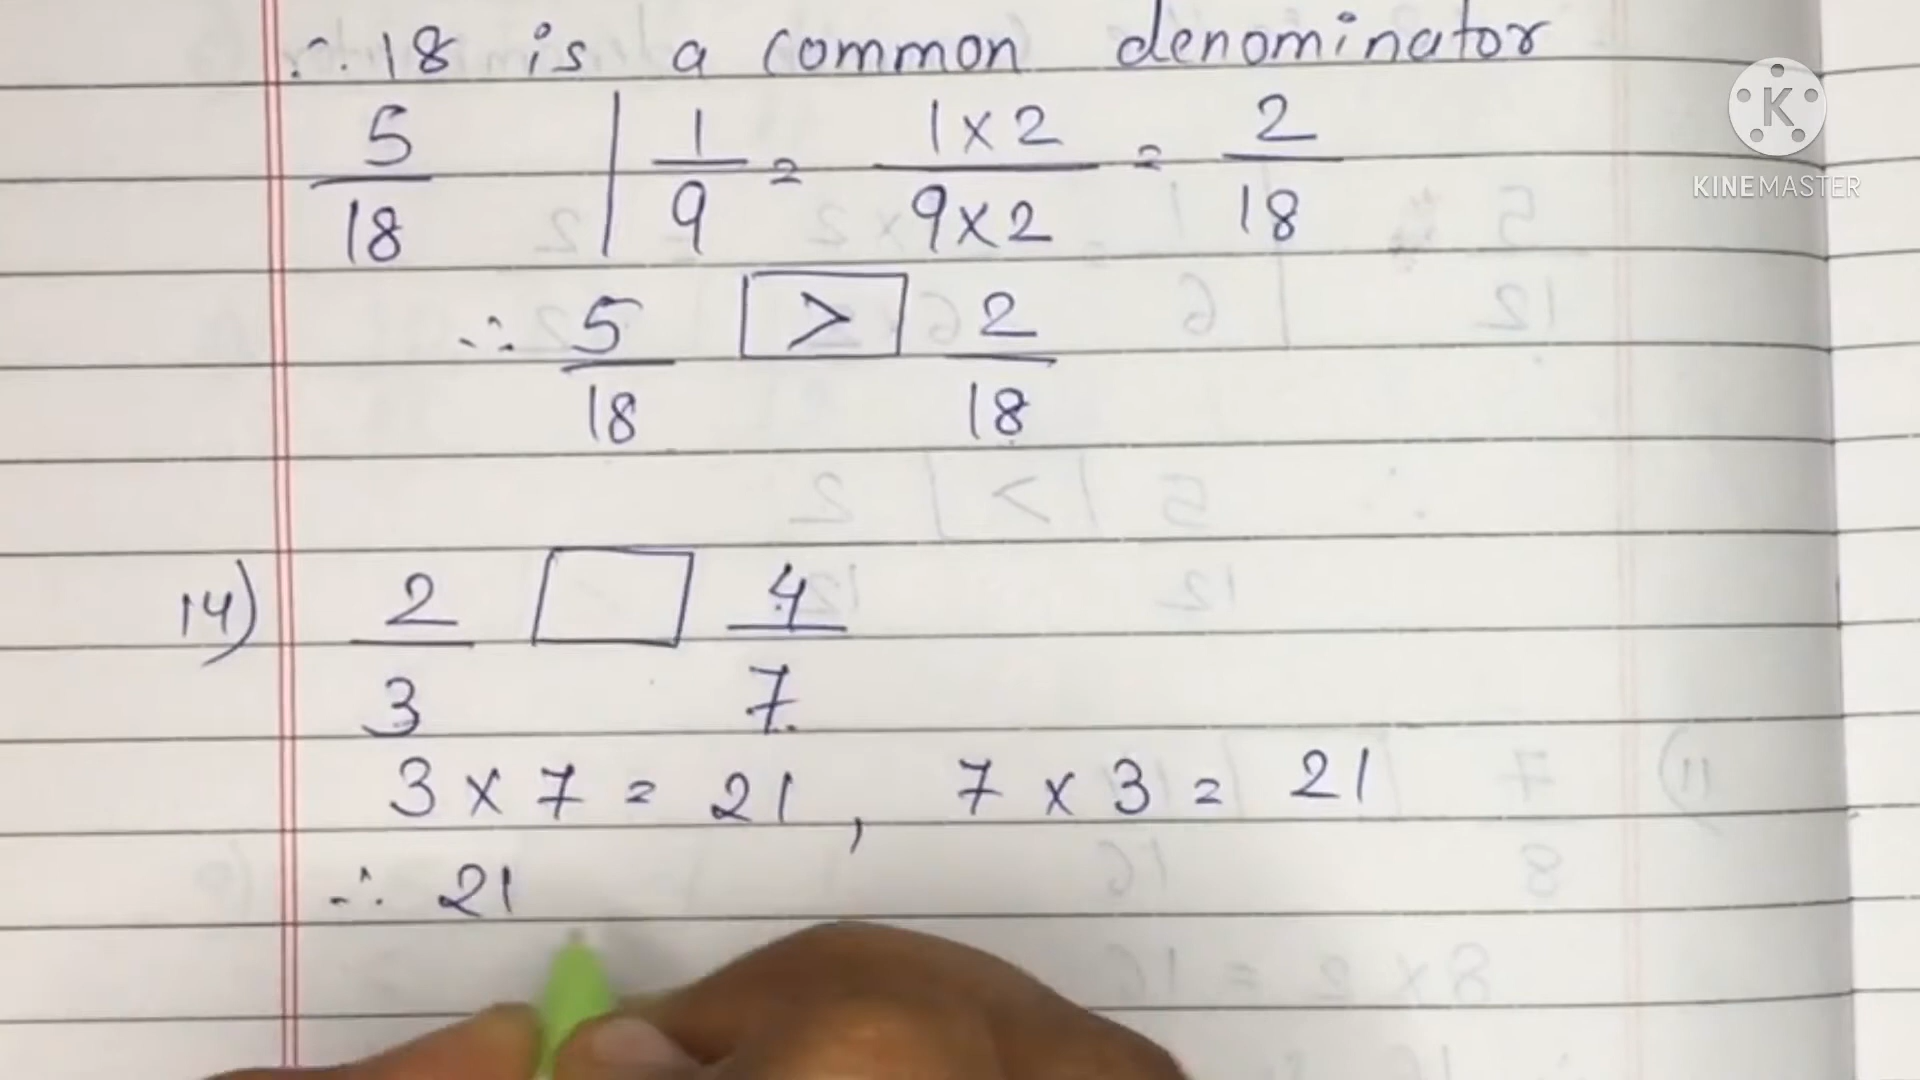 ∴ 18 is a common denominator
5/18 | 1/9 = 1×2/9×2 = 2/18
∴ 5/18 > 2/18
14) 2/3 □ 4/7
3 × 7 = 21, 7 × 3 = 21
∴ 21
KINEMASTER